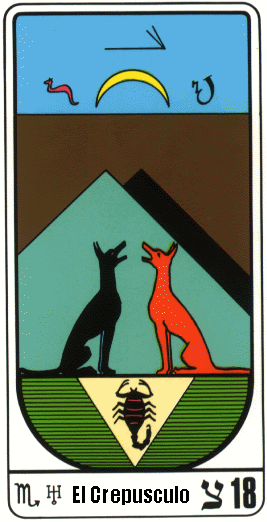 ♏ ♅ El Crepusculo צ 18